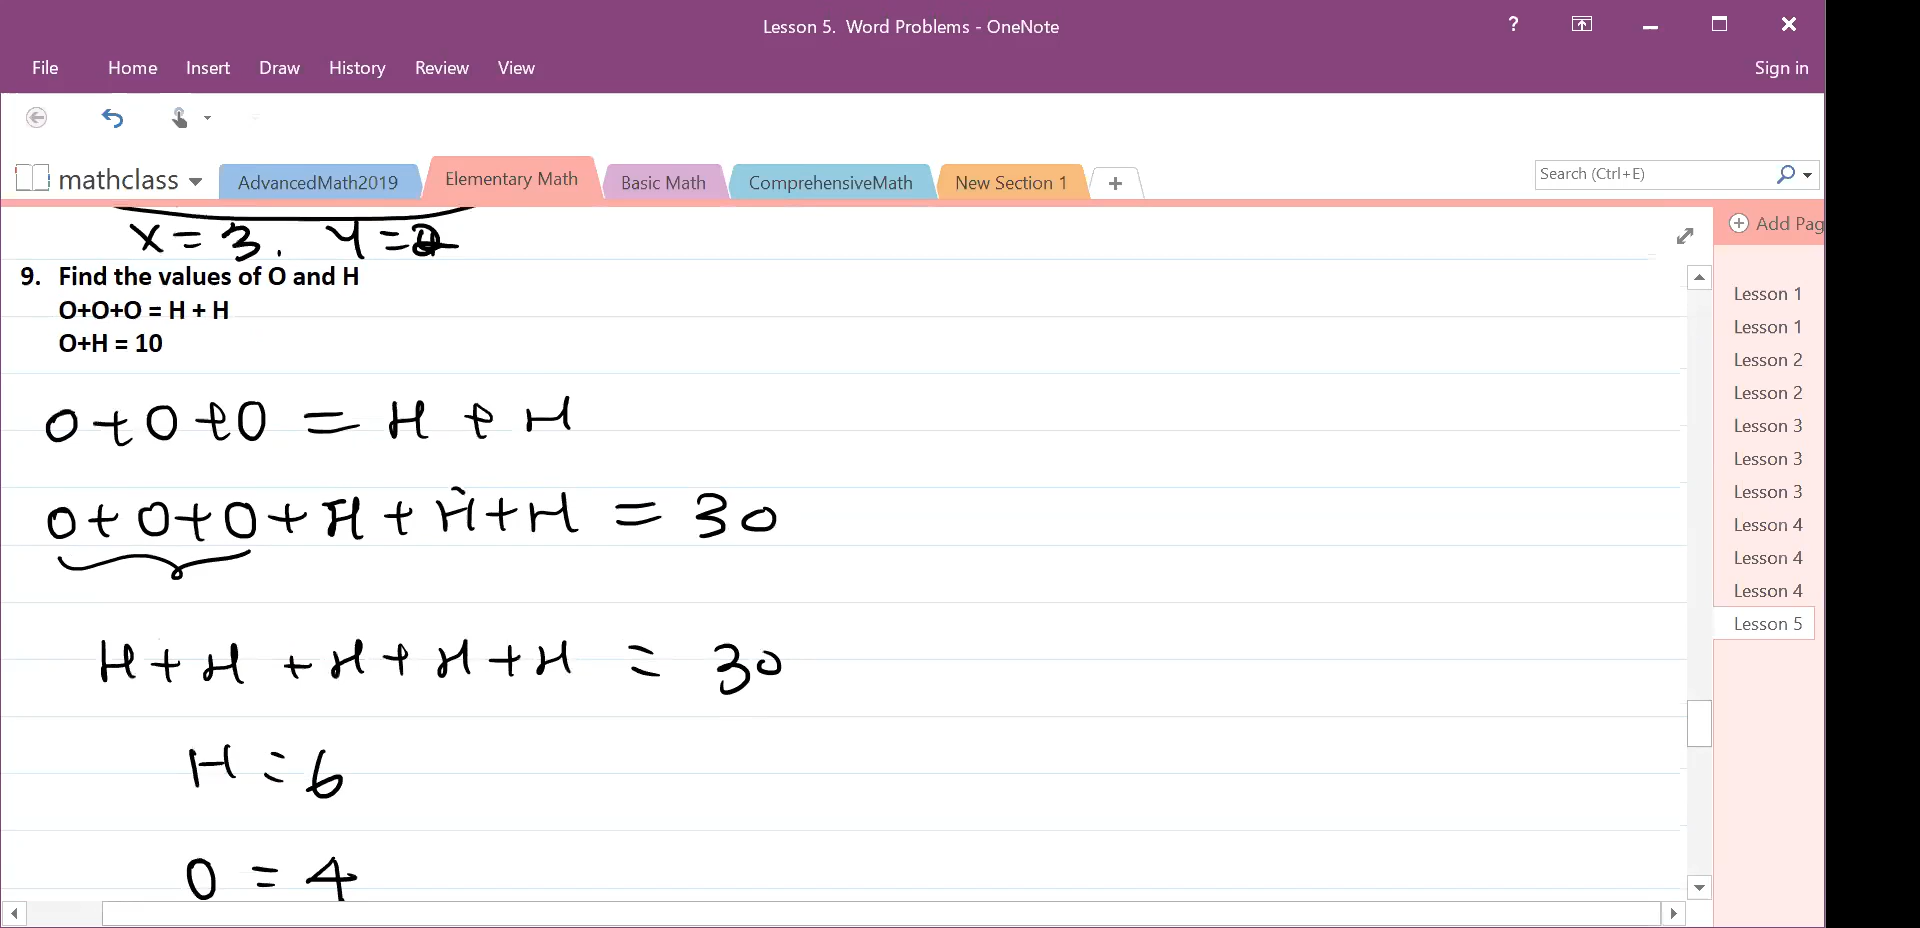 Lesson 5. Word Problems - OneNote
?
File Home Insert Draw History Review View
Sign in
mathclass
AdvancedMath2019
Elementary Math
Basic Math
ComprehensiveMath
New Section 1
+
Search (Ctrl+E)
Add Pag
x = 3. y =
9. Find the values of O and H
O+O+O = H + H
O+H = 10
O + O + O = H + H
O + O + O + H + H + H = 30
H + H + H + H + H = 30
H = 6
O = 4
Lesson 1
Lesson 1
Lesson 2
Lesson 2
Lesson 3
Lesson 3
Lesson 3
Lesson 4
Lesson 4
Lesson 4
Lesson 5